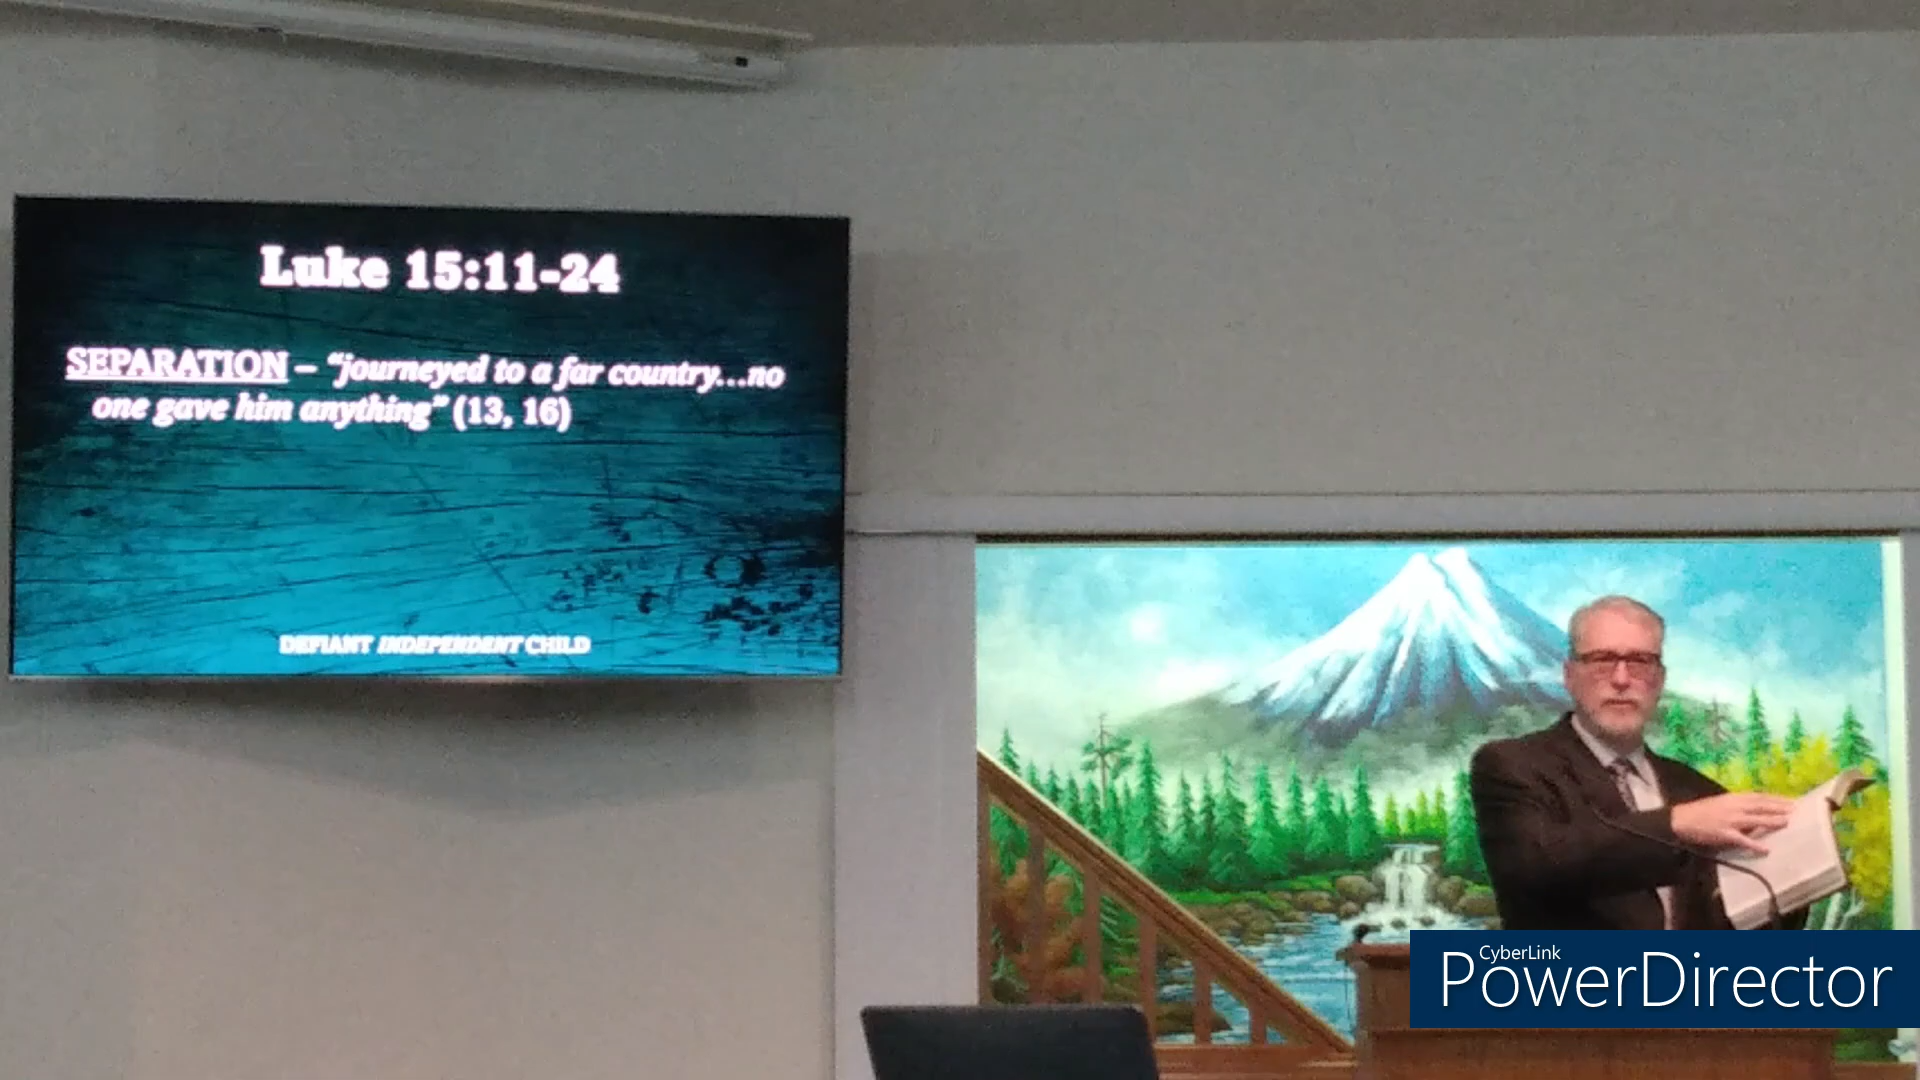 Luke 15:11-24
SEPARATION – “journeyed to a far country...no
one gave him anything” (13, 16)
DEFIANT INDEPENDENT CHILD
CyberLink
PowerDirector